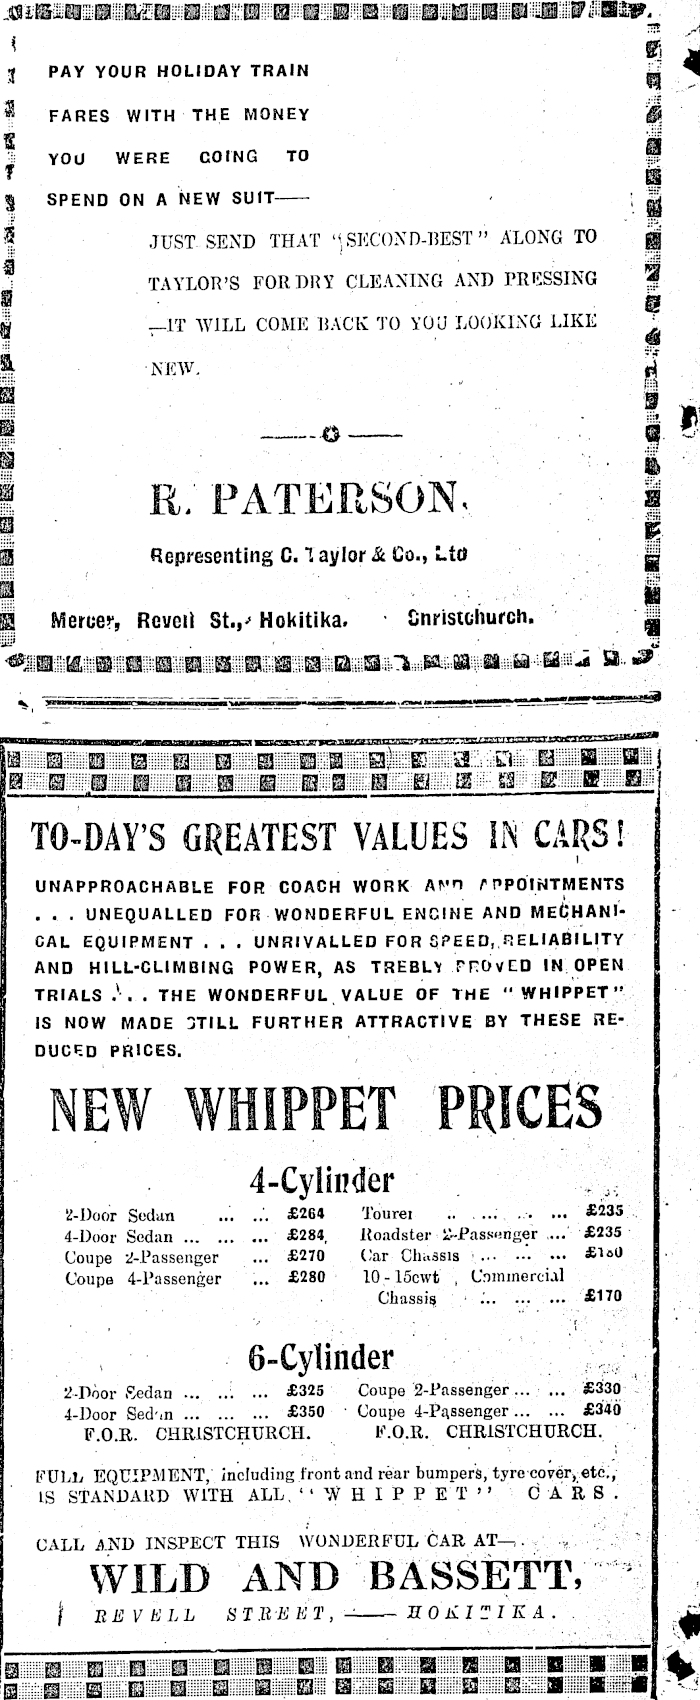 PAY YOUR HOLIDAY TRAIN
FARES WITH THE MONEY
YOU WERE GOING TO
SPEND ON A NEW SUIT——
JUST SEND THAT "SECOND-BEST" ALONG TO
TAYLOR'S FOR DRY CLEANING AND PRESSING
—IT WILL COME BACK TO YOU LOOKING LIKE
NEW.
R. PATERSON,
Representing C. Taylor & Co., Ltd
Mercer, Revell St., Hokitika. Christchurch.
TO-DAY'S GREATEST VALUES IN CARS!
UNAPPROACHABLE FOR COACH WORK AND APPOINTMENTS
. . . UNEQUALLED FOR WONDERFUL ENGINE AND MECHANI-
CAL EQUIPMENT . . . UNRIVALLED FOR SPEED, RELIABILITY
AND HILL-CLIMBING POWER, AS TREBLY PROVED IN OPEN
TRIALS . . . THE WONDERFUL VALUE OF THE "WHIPPET"
IS NOW MADE STILL FURTHER ATTRACTIVE BY THESE RE-
DUCED PRICES.
NEW WHIPPET PRICES
4-Cylinder
2-Door Sedan ... ... £264 Tourer .. ... ... ... £235
4-Door Sedan ... ... ... £284 Roadster 2-Passenger ... £235
Coupe 2-Passenger ... £270 Car Chassis ... ... ...
Coupe 4-Passenger ... £280 10-15cwt Commercial
Chassis ... ... ... £170
6-Cylinder
2-Door Sedan ... ... ... £325 Coupe 2-Passenger ... ... £330
4-Door Sedan ... ... ... £350 Coupe 4-Passenger ... ... £340
F.O.R. CHRISTCHURCH. F.O.R. CHRISTCHURCH.
FULL EQUIPMENT, including front and rear bumpers, tyre cover, etc.,
IS STANDARD WITH ALL "WHIPPET" CARS.
CALL AND INSPECT THIS WONDERFUL CAR AT—
WILD AND BASSETT,
REVELL STREET, —— HOKITIKA.